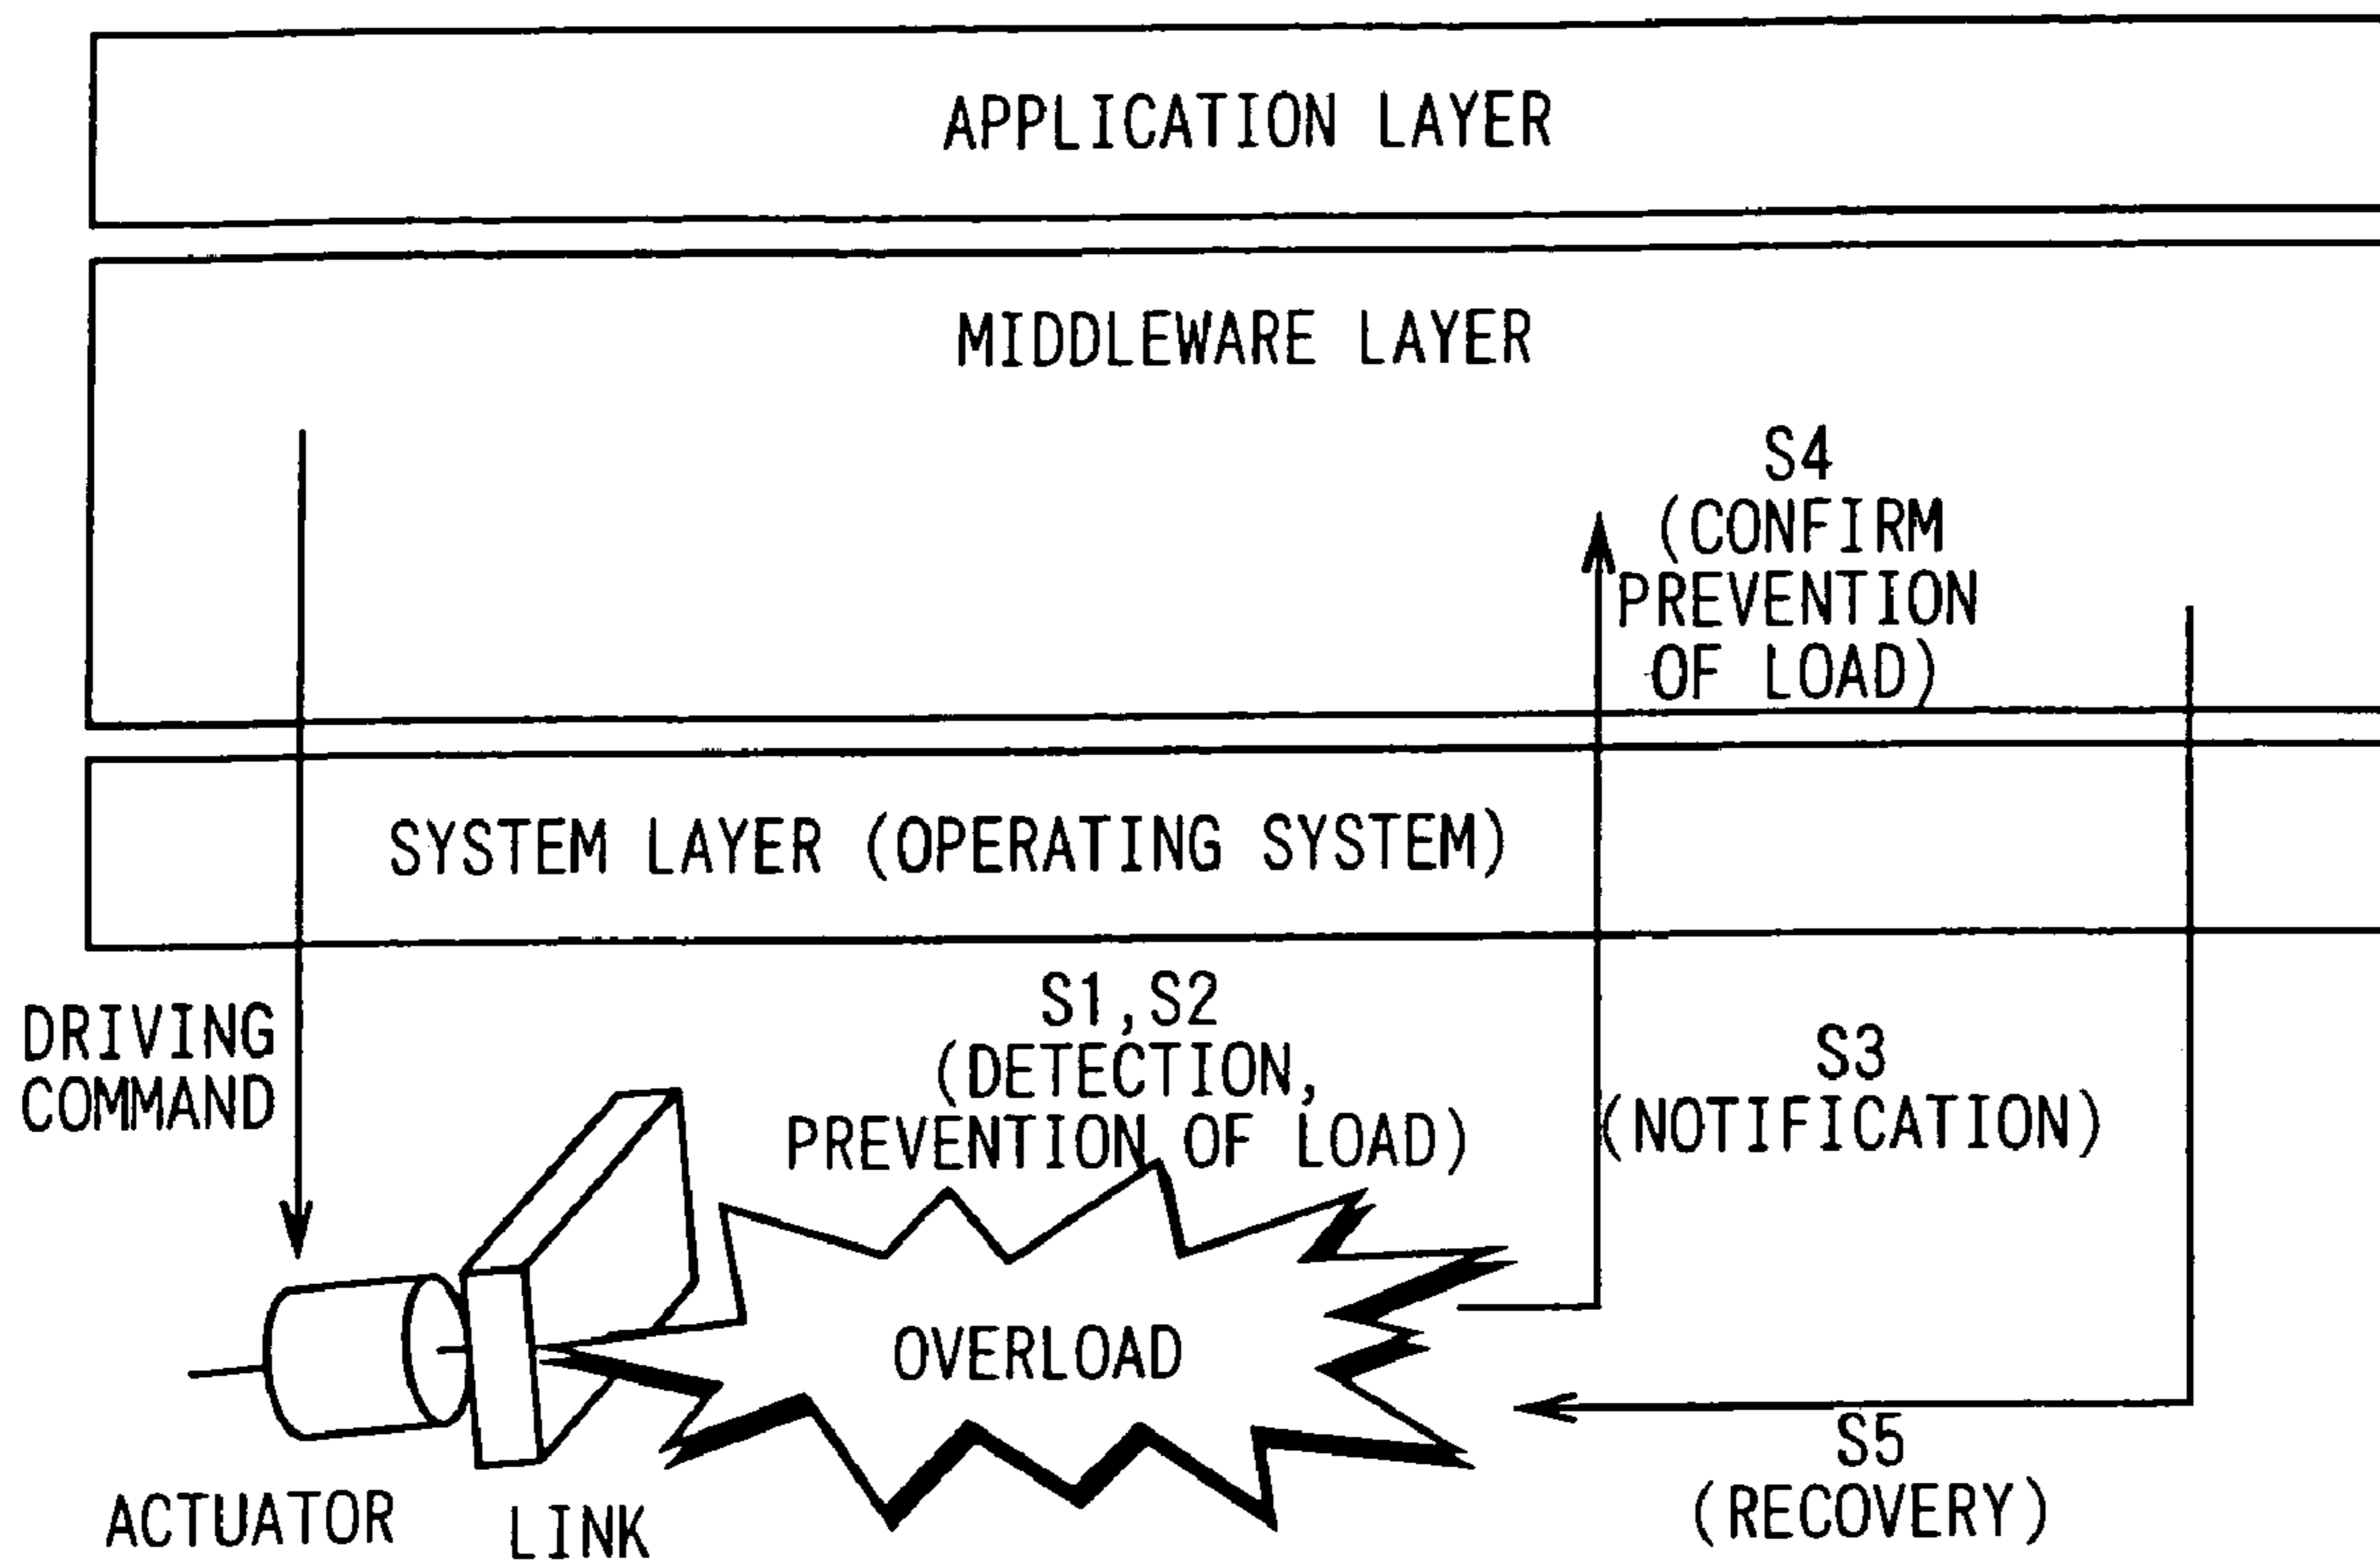 APPLICATION LAYER
MIDDLEWARE LAYER
S4
(CONFIRM
PREVENTION
OF LOAD)
SYSTEM LAYER (OPERATING SYSTEM)
DRIVING
COMMAND
S1,S2
(DETECTION,
PREVENTION OF LOAD)
S3
(NOTIFICATION)
OVERLOAD
S5
(RECOVERY)
ACTUATOR
LINK